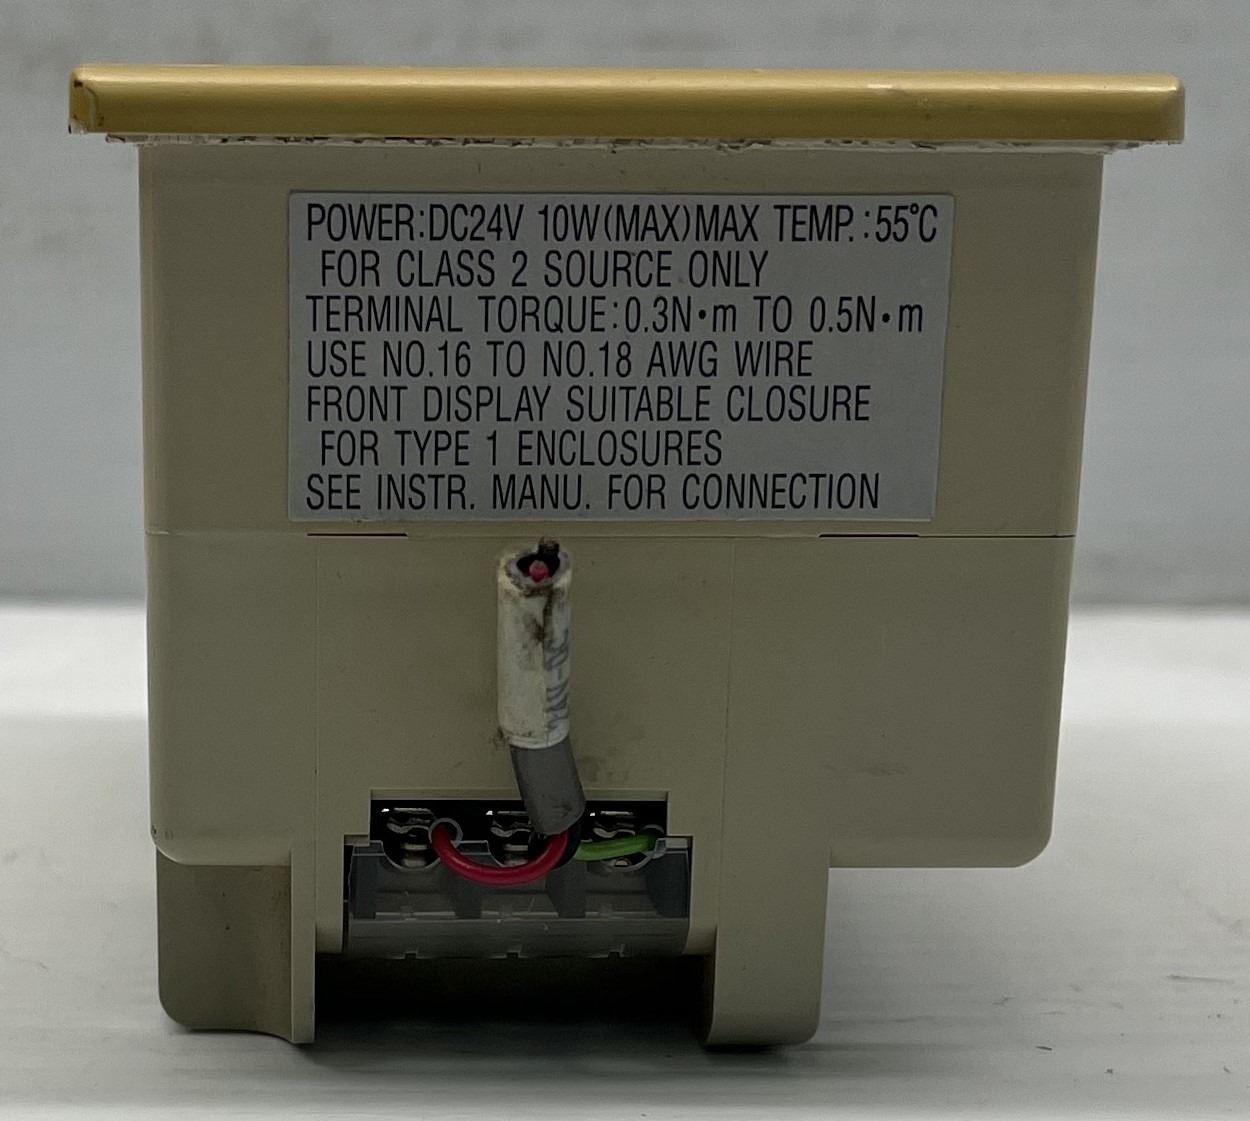 POWER:DC24V 10W(MAX)MAX TEMP.:55°C
FOR CLASS 2 SOURCE ONLY
TERMINAL TORQUE:0.3N·m TO 0.5N·m
USE NO.16 TO NO.18 AWG WIRE
FRONT DISPLAY SUITABLE CLOSURE
FOR TYPE 1 ENCLOSURES
SEE INSTR. MANU. FOR CONNECTION
24V-DC